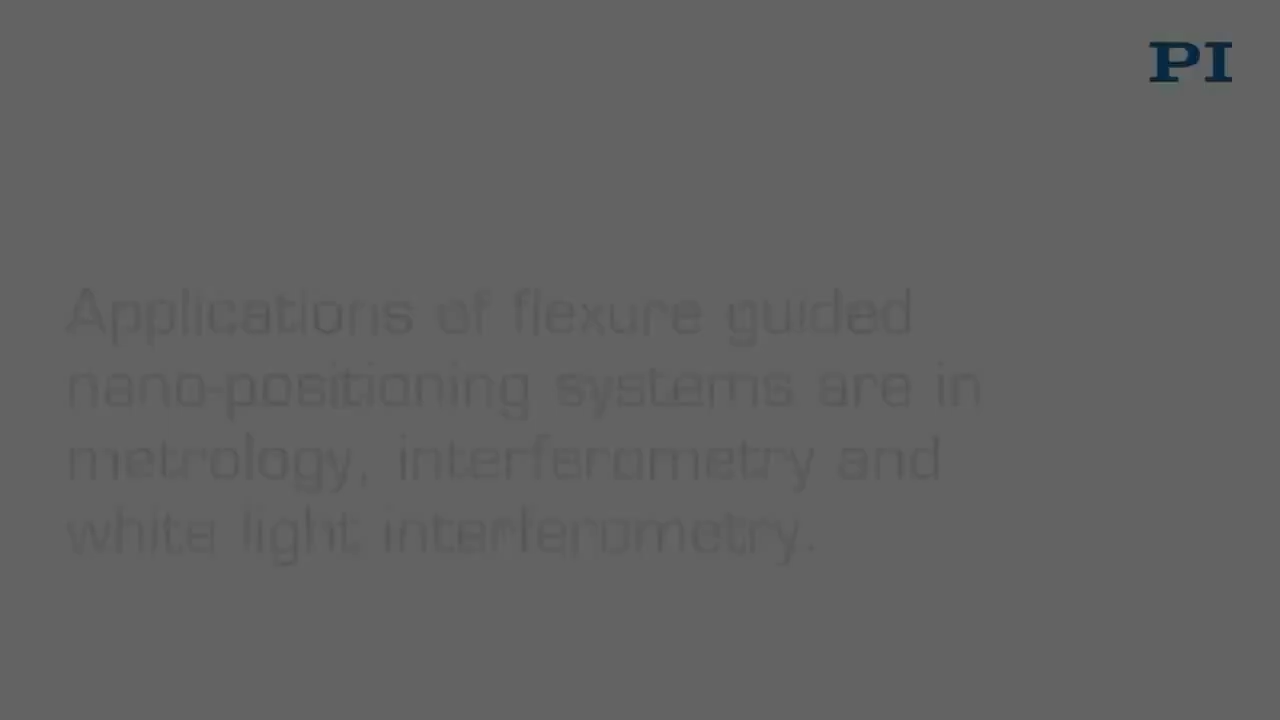 PI
Applications of flexure guided
nano-positioning systems are in
metrology, interferometry and
white light interferometry.